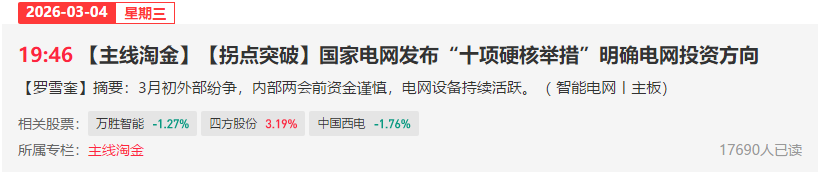 2026-03-04 星期三
19:46 【主线淘金】【拐点突破】国家电网发布“十项硬核举措”明确电网投资方向
【罗雪奎】摘要：3月初外部纷争，内部两会前资金谨慎，电网设备持续活跃。（智能电网丨主板）
相关股票： 万胜智能 -1.27% 四方股份 3.19% 中国西电 -1.76%
所属专栏：主线淘金 17690人已读